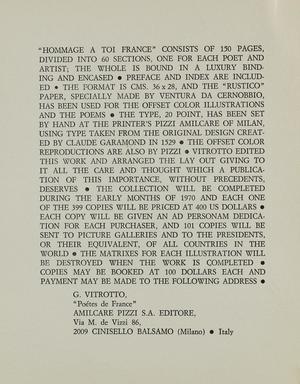 "HOMMAGE A TOI FRANCE" CONSISTS OF 150 PAGES,
DIVIDED INTO 60 SECTIONS, ONE FOR EACH POET AND
ARTIST; THE WHOLE IS BOUND IN A LUXURY BIND-
ING AND ENCASED ● PREFACE AND INDEX ARE INCLUD-
ED ● THE FORMAT IS CMS. 36 x 28, AND THE "RUSTICO"
PAPER, SPECIALLY MADE BY VENTURA DA CERNOBBIO,
HAS BEEN USED FOR THE OFFSET COLOR ILLUSTRATIONS
AND THE POEMS ● THE TYPE, 20 POINT, HAS BEEN SET
BY HAND AT THE PRINTER'S PIZZI AMILCARE OF MILAN,
USING TYPE TAKEN FROM THE ORIGINAL DESIGN CREAT-
ED BY CLAUDE GARAMOND IN 1529 ● THE OFFSET COLOR
REPRODUCTIONS ARE ALSO BY PIZZI ● VITROTTO EDITED
THIS WORK AND ARRANGED THE LAY OUT GIVING TO
IT ALL THE CARE AND THOUGHT WHICH A PUBLICA-
TION OF THIS IMPORTANCE, WITHOUT PRECEDENTS,
DESERVES ● THE COLLECTION WILL BE COMPLETED
DURING THE EARLY MONTHS OF 1970 AND EACH ONE
OF THE 399 COPIES WILL BE PRICED AT 400 US DOLLARS ●
EACH COPY WILL BE GIVEN AN AD PERSONAM DEDICA-
TION FOR EACH PURCHASER, AND 101 COPIES WILL BE
SENT TO PICTURE GALLERIES AND TO THE PRESIDENTS,
OR THEIR EQUIVALENT, OF ALL COUNTRIES IN THE
WORLD ● THE MATRIXES FOR EACH ILLUSTRATION WILL
BE DESTROYED WHEN THE WORK IS COMPLETED ●
COPIES MAY BE BOOKED AT 100 DOLLARS EACH AND
PAYMENT MAY BE MADE TO THE FOLLOWING ADDRESS ●
G. VITROTTO,
"Poétes de France"
AMILCARE PIZZI S.A. EDITORE,
Via M. de Vizzi 86,
2009 CINISELLO BALSAMO (Milano) ● Italy